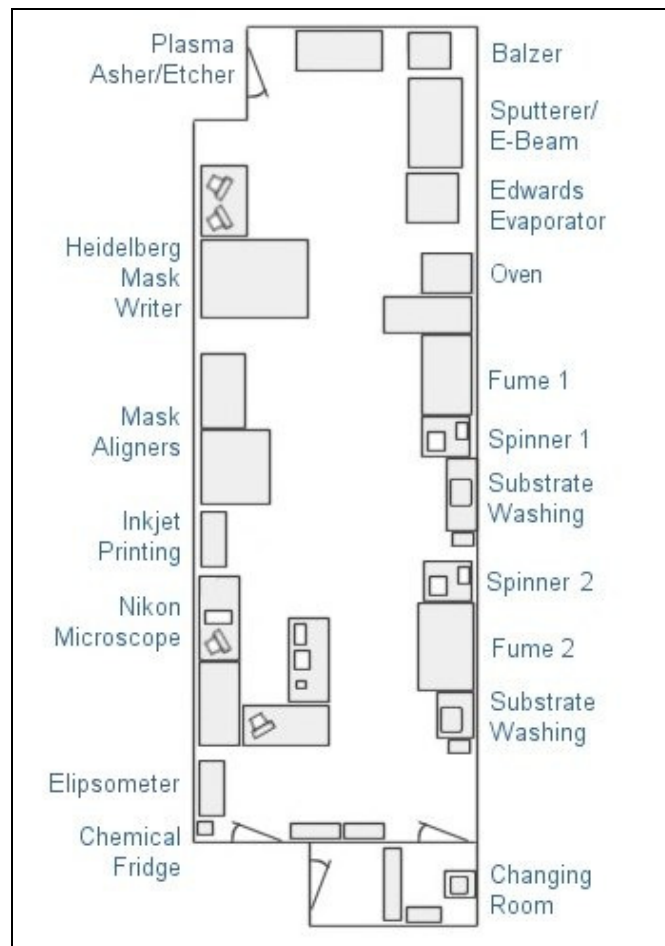 Plasma
Asher/Etcher
Balzer
Sputterer/
E-Beam
Edwards
Evaporator
Heidelberg
Mask
Writer
Oven
Fume 1
Mask
Aligners
Spinner 1
Substrate
Washing
Inkjet
Printing
Spinner 2
Nikon
Microscope
Fume 2
Substrate
Washing
Elipsometer
Chemical
Fridge
Changing
Room